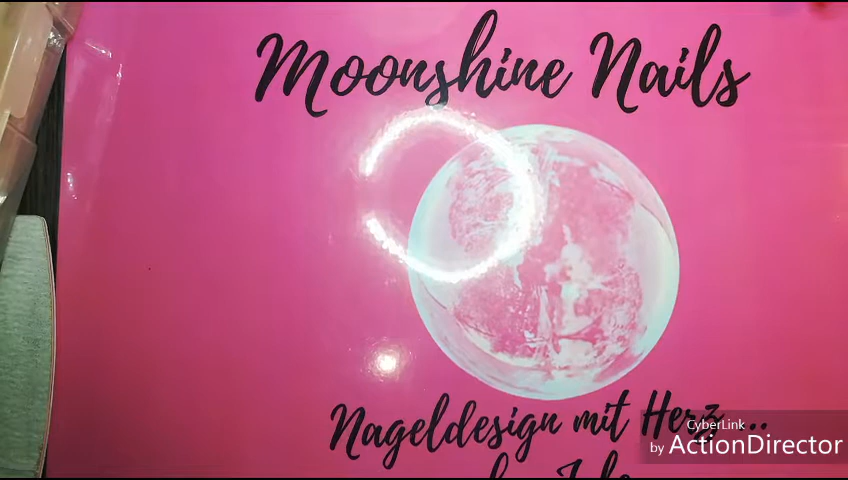 Moonshine Nails
Nageldesign mit Herz...
CyberLink
by ActionDirector